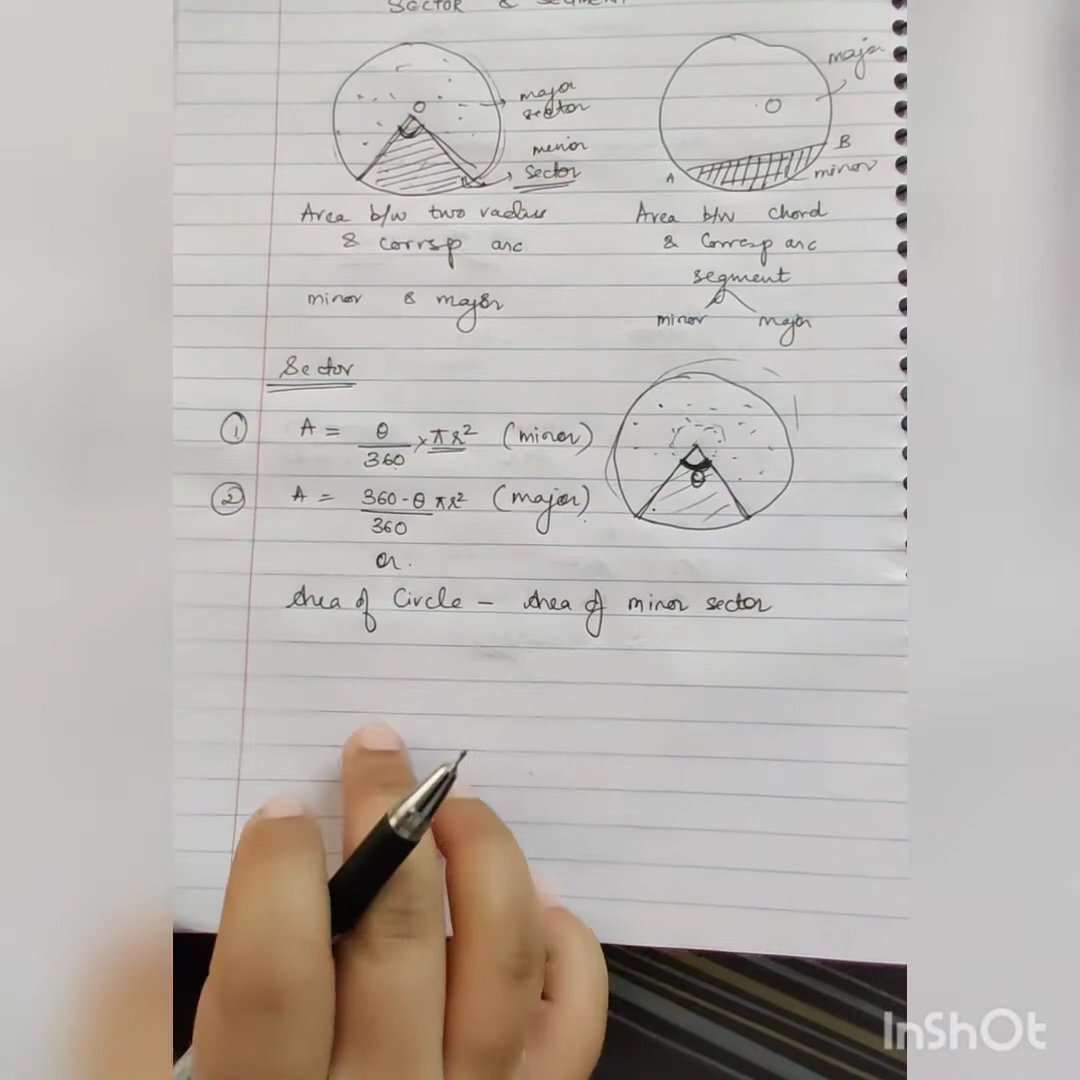 SECTOR & SEGMENT
O
major
sector
menior
sector
Area b/w two radius
& corrsp arc
minor & major
major
O
B
A
minor
Area b/w chord
& Corresp arc
segment
minor major
Sector
① A = θ/360 × πr² (minor)
② A = 360-θ/360 πr² (major)
or.
Area of Circle - Area of minor sector
θ
InShOt